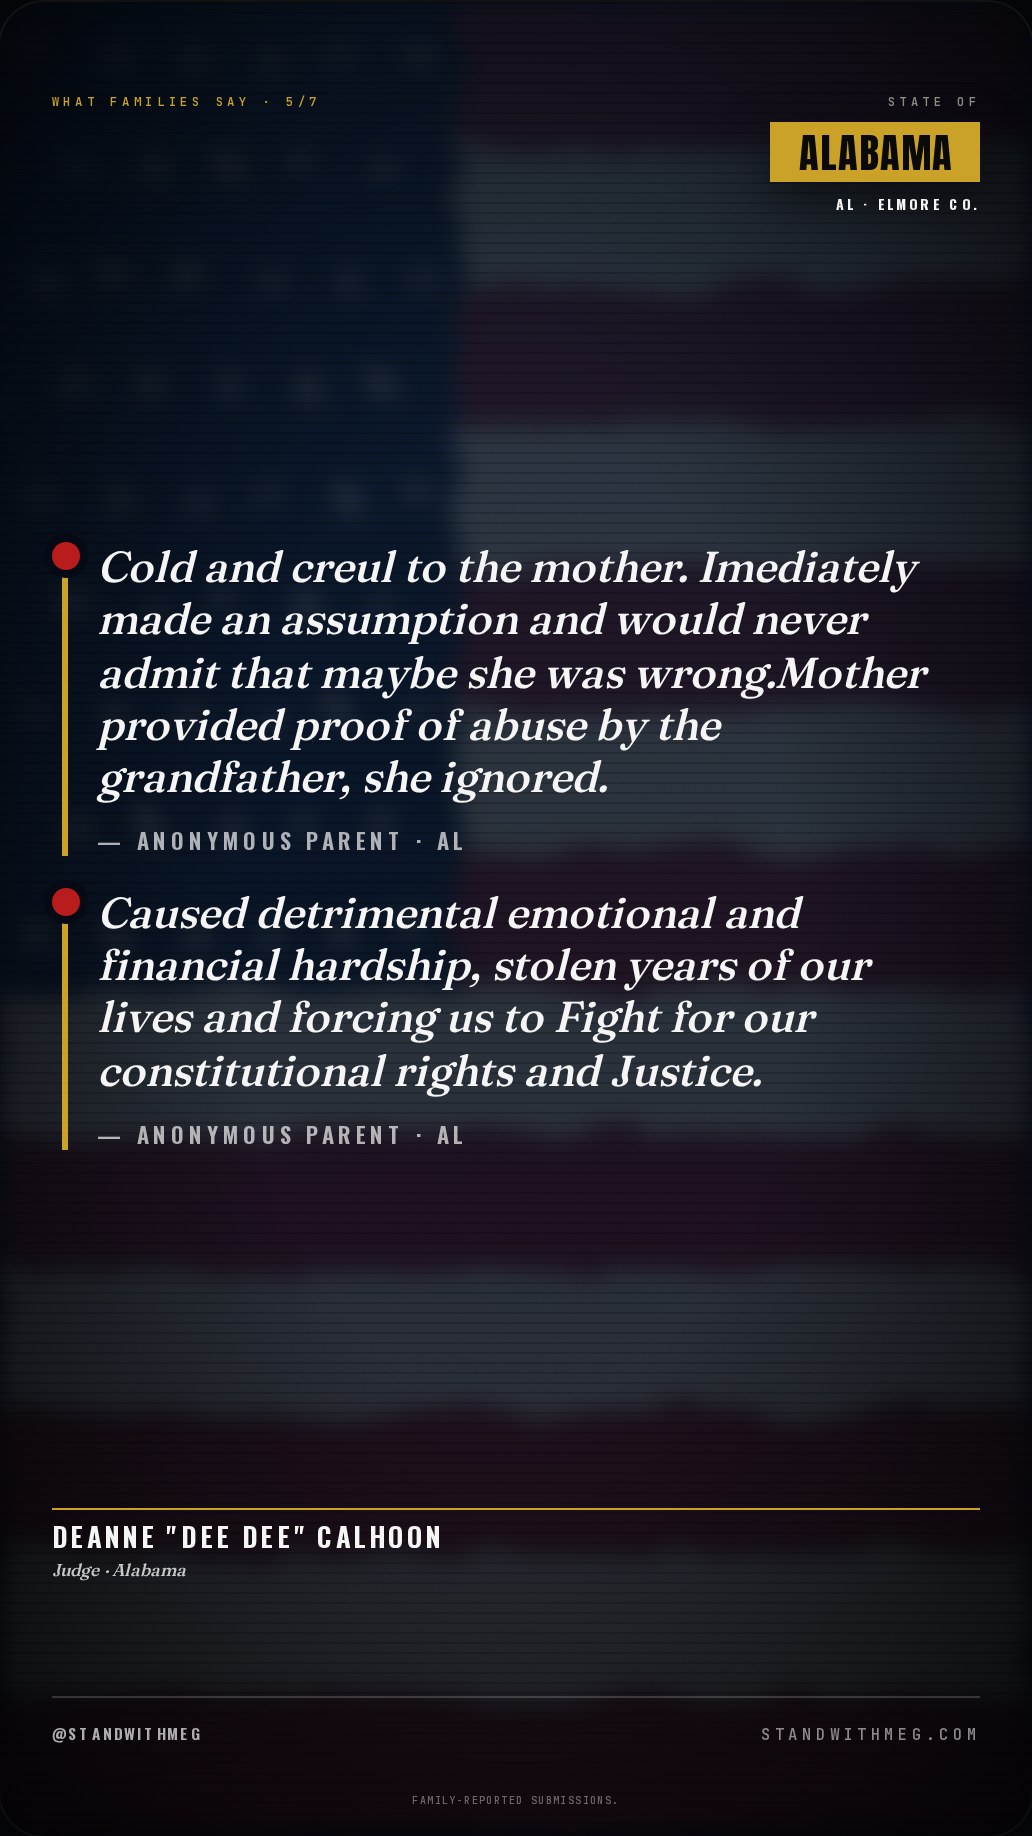 WHAT FAMILIES SAY · 5/7
STATE OF
ALABAMA
AL · ELMORE CO.
Cold and creul to the mother. Imediately
made an assumption and would never
admit that maybe she was wrong.Mother
provided proof of abuse by the
grandfather, she ignored.
— ANONYMOUS PARENT · AL
Caused detrimental emotional and
financial hardship, stolen years of our
lives and forcing us to Fight for our
constitutional rights and Justice.
— ANONYMOUS PARENT · AL
DEANNE "DEE DEE" CALHOON
Judge · Alabama
@STANDWITHMEG
STANDWITHMEG.COM
FAMILY-REPORTED SUBMISSIONS.